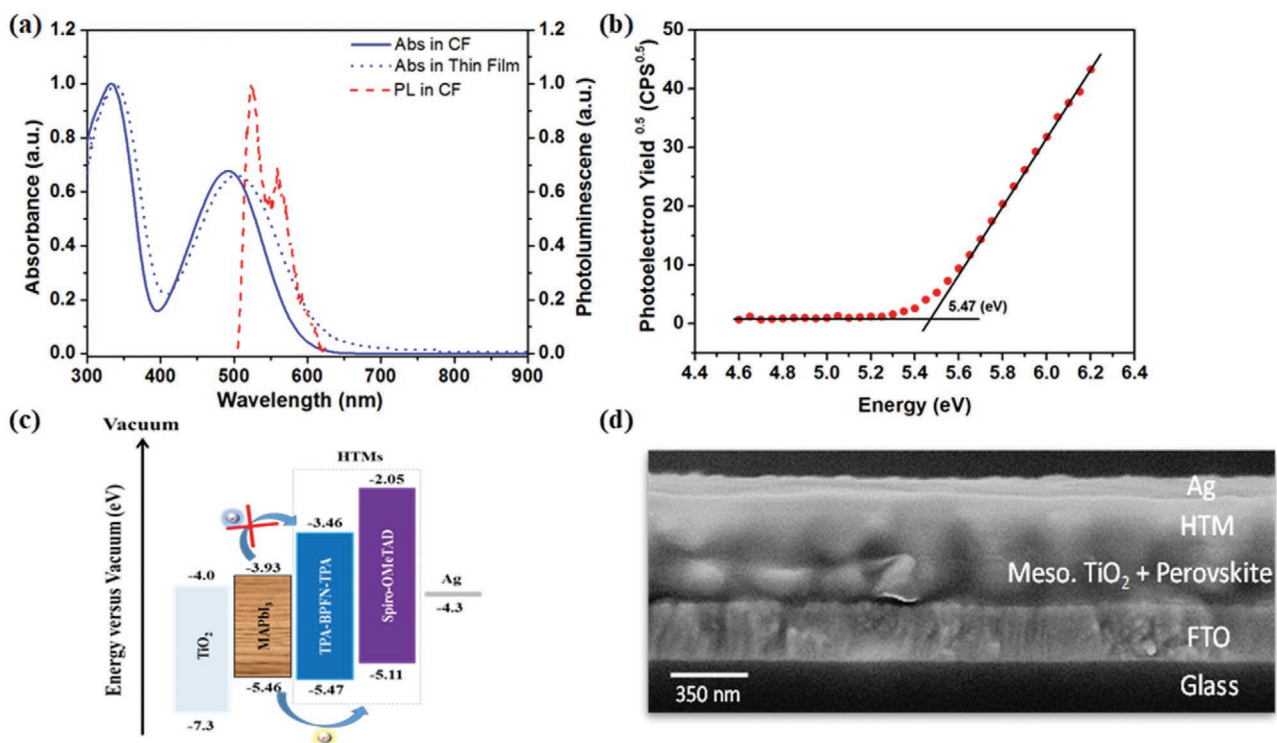 (a)
1.2
1.0
0.8
0.6
0.4
0.2
0.0
Absorbance (a.u.)
Abs in CF
Abs in Thin Film
PL in CF
1.2
1.0
0.8
0.6
0.4
0.2
0.0
Photoluminescene (a.u.)
300 400 500 600 700 800 900
Wavelength (nm)
(b)
50
40
30
20
10
0
Photoelectron Yield 0.5 (CPS0.5)
5.47 (eV)
4.4 4.6 4.8 5.0 5.2 5.4 5.6 5.8 6.0 6.2 6.4
Energy (eV)
(c)
Vacuum
Energy versus Vacuum (eV)
HTMs
-2.05
-3.46
-3.93
-4.0
Ag
-4.3
TiO2
MAPbI3
TPA-BPFN-TPA
Spiro-OMeTAD
-5.11
-5.46
-5.47
-7.3
(d)
Ag
HTM
Meso. TiO2 + Perovskite
FTO
Glass
350 nm